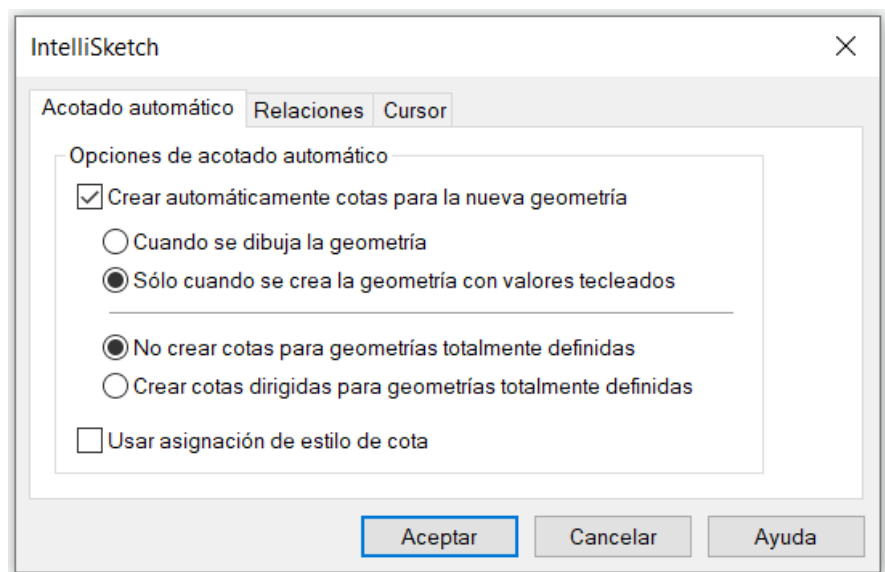 IntelliSketch
Acotado automático Relaciones Cursor
Opciones de acotado automático
Crear automáticamente cotas para la nueva geometría
Cuando se dibuja la geometría
Sólo cuando se crea la geometría con valores tecleados
No crear cotas para geometrías totalmente definidas
Crear cotas dirigidas para geometrías totalmente definidas
Usar asignación de estilo de cota
Aceptar Cancelar Ayuda